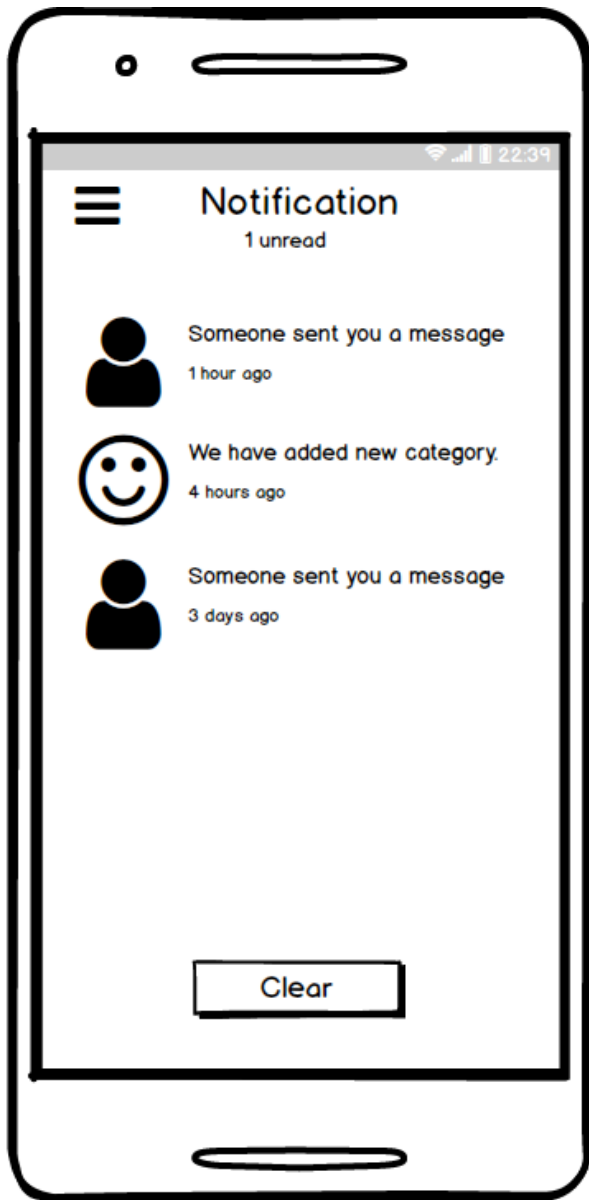 22:39
Notification
1 unread
Someone sent you a message
1 hour ago
We have added new category.
4 hours ago
Someone sent you a message
3 days ago
Clear